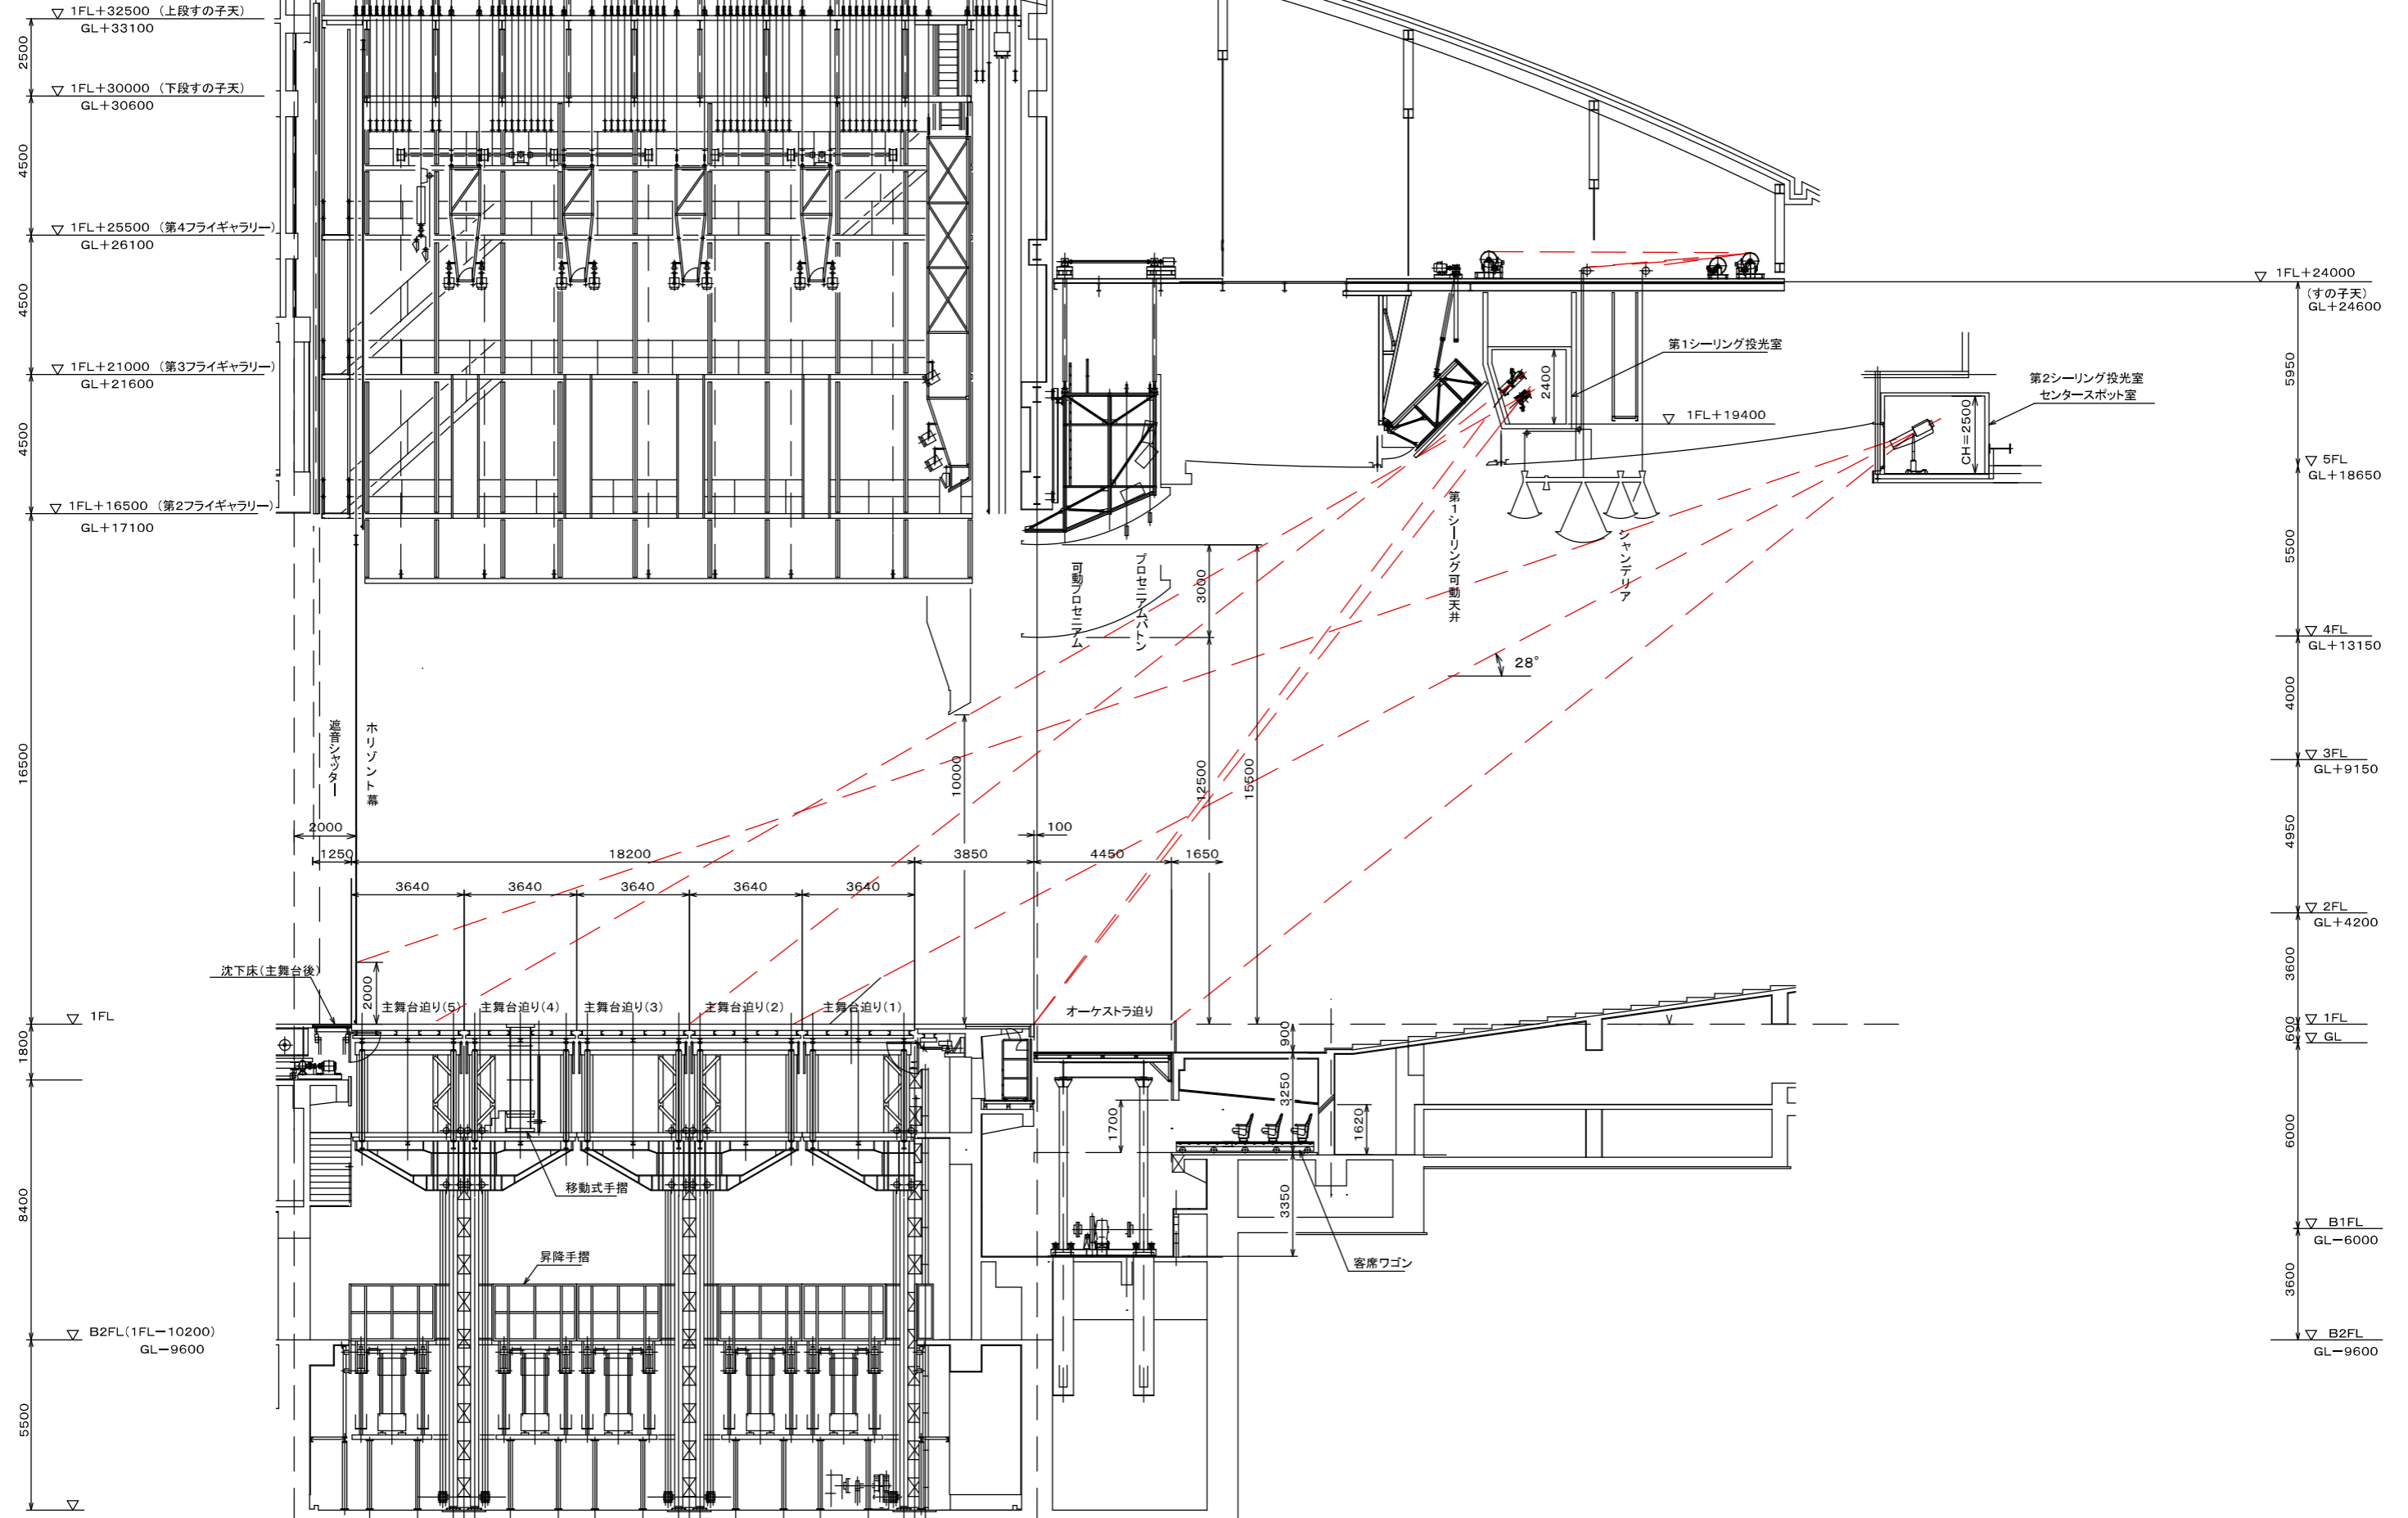 ▽ 1FL+32500 (上段すの子天)
GL+33100
2500
▽ 1FL+30000 (下段すの子天)
GL+30600
4500
▽ 1FL+25500 (第4フライギャラリー)
GL+26100
4500
▽ 1FL+21000 (第3フライギャラリー)
GL+21600
4500
▽ 1FL+16500 (第2フライギャラリー)
GL+17100
16500
▽ 1FL
1800
8400
▽ B2FL(1FL−10200)
GL−9600
5500
▽
遮音シャッター
ホリゾント幕
2000
1250
18200
3850
100
4450
1650
3640
3640
3640
3640
3640
沈下床(主舞台後)
2000
主舞台迫り(5)
主舞台迫り(4)
主舞台迫り(3)
主舞台迫り(2)
主舞台迫り(1)
オーケストラ迫り
10000
12500
15500
3000
可動プロセニアム
プロセニアムバトン
第1シーリング可動天井
シャンデリア
28°
2400
第1シーリング投光室
▽ 1FL+19400
第2シーリング投光室
センタースポット室
CH=2500
移動式手摺
昇降手摺
1700
900
3250
3350
1620
客席ワゴン
▽ 1FL+24000
(すの子天)
GL+24600
5950
▽ 5FL
GL+18650
5500
▽ 4FL
GL+13150
4000
▽ 3FL
GL+9150
4950
▽ 2FL
GL+4200
3600
▽ 1FL
600
▽ GL
6000
▽ B1FL
GL−6000
3600
▽ B2FL
GL−9600